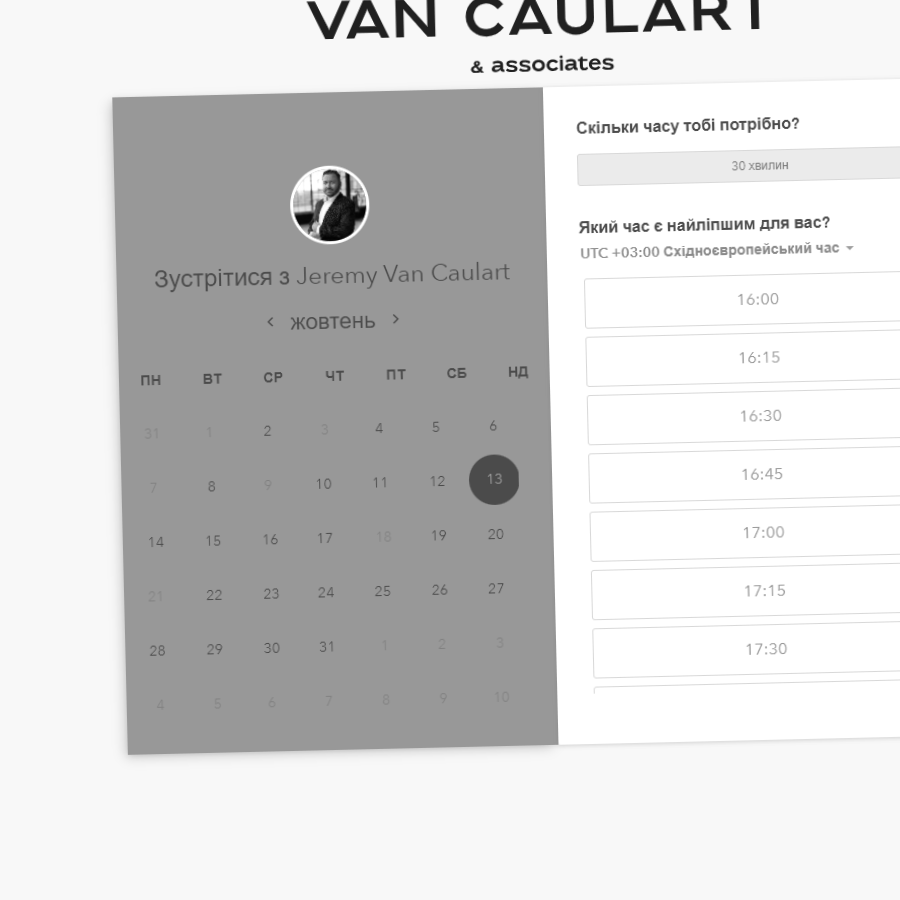 VAN CAULART
& associates
Зустрітися з Jeremy Van Caulart
жовтень
ПН ВТ СР ЧТ ПТ СБ НД
31 1 2 3 4 5 6
7 8 9 10 11 12 13
14 15 16 17 18 19 20
21 22 23 24 25 26 27
28 29 30 31 1 2 3
4 5 6 7 8 9 10
Скільки часу тобі потрібно?
30 хвилин
Який час є найліпшим для вас?
UTC +03:00 Східноєвропейський час
16:00
16:15
16:30
16:45
17:00
17:15
17:30